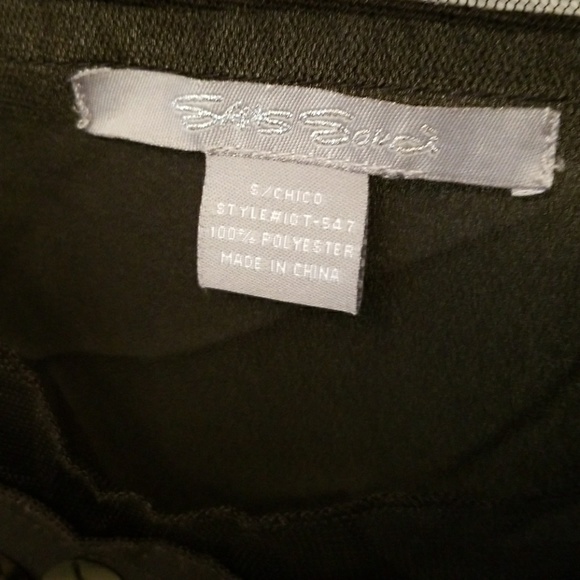 Sans Souci
S/CHICO
STYLE#IGT-547
100% POLYESTER
MADE IN CHINA